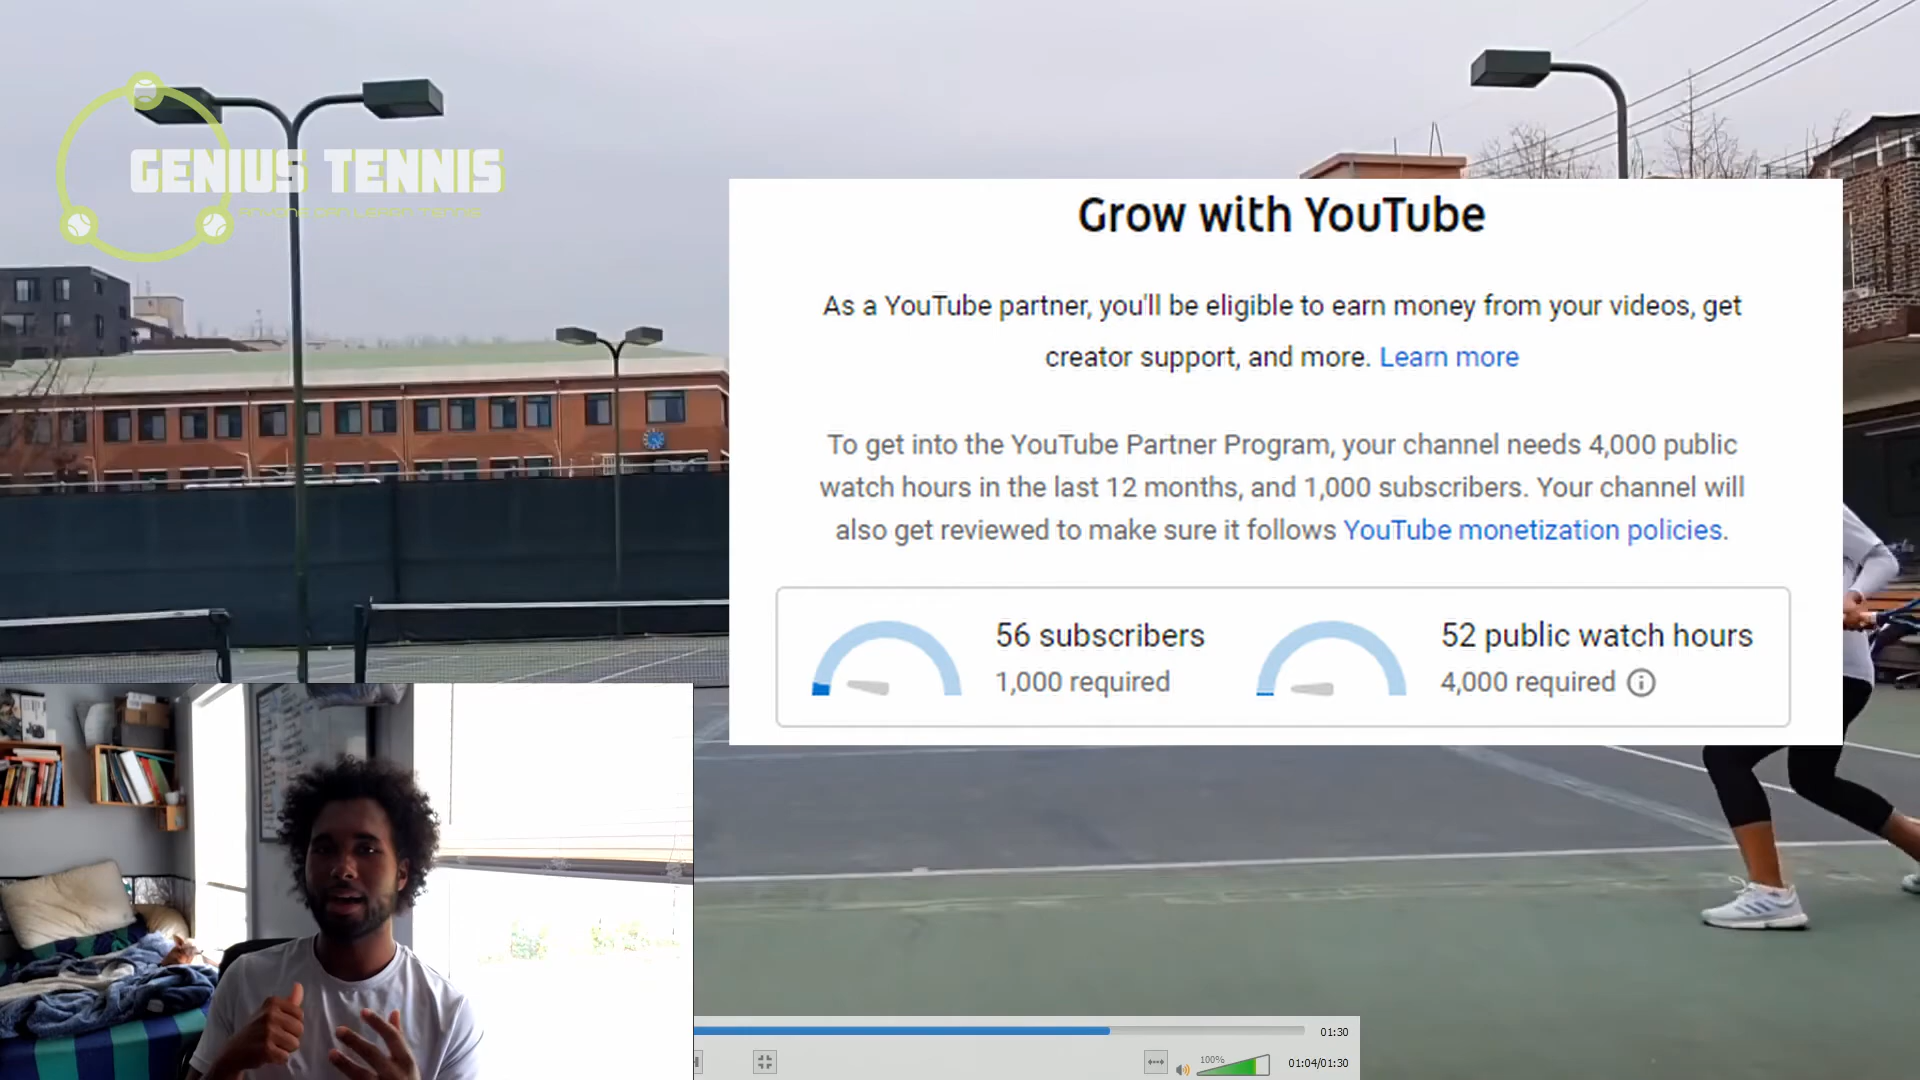 GENIUS TENNIS
ANYONE CAN LEARN TENNIS
Grow with YouTube
As a YouTube partner, you'll be eligible to earn money from your videos, get
creator support, and more. Learn more
To get into the YouTube Partner Program, your channel needs 4,000 public
watch hours in the last 12 months, and 1,000 subscribers. Your channel will
also get reviewed to make sure it follows YouTube monetization policies.
56 subscribers
1,000 required
52 public watch hours
4,000 required
01:30
100%
01:04/01:30